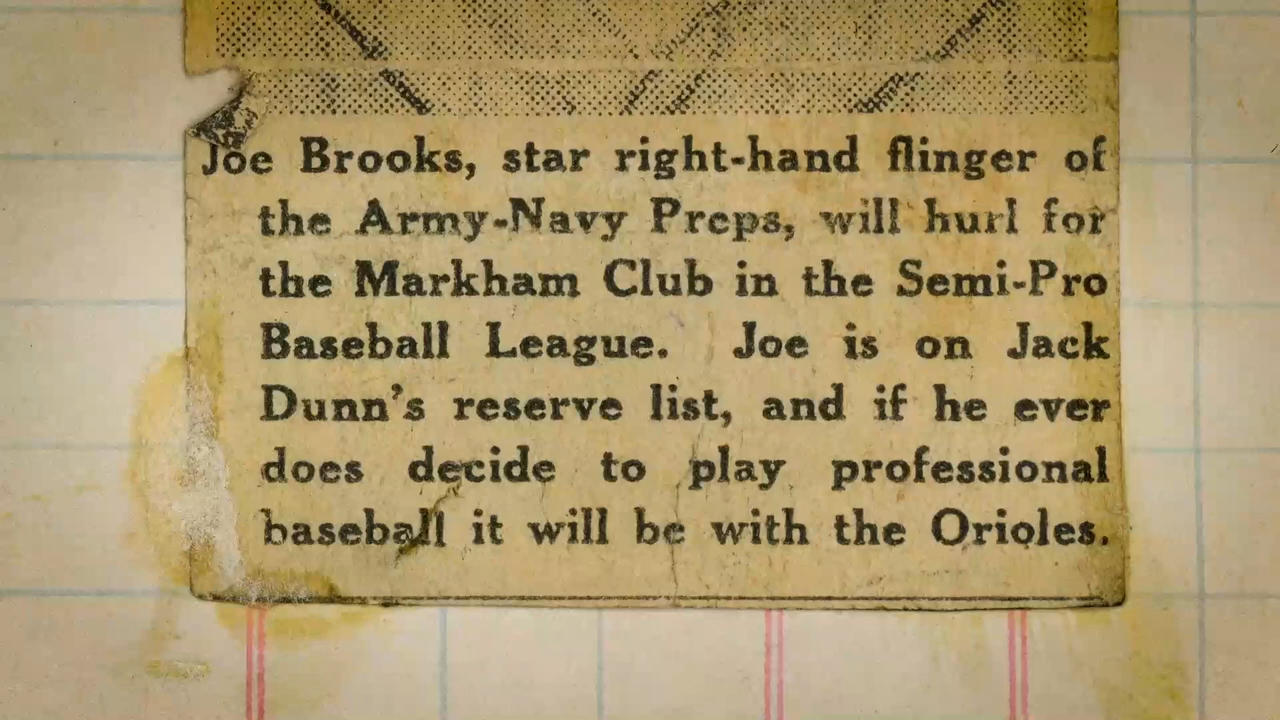 Joe Brooks, star right-hand flinger of
the Army-Navy Preps, will hurl for
the Markham Club in the Semi-Pro
Baseball League. Joe is on Jack
Dunn's reserve list, and if he ever
does decide to play professional
baseball it will be with the Orioles.